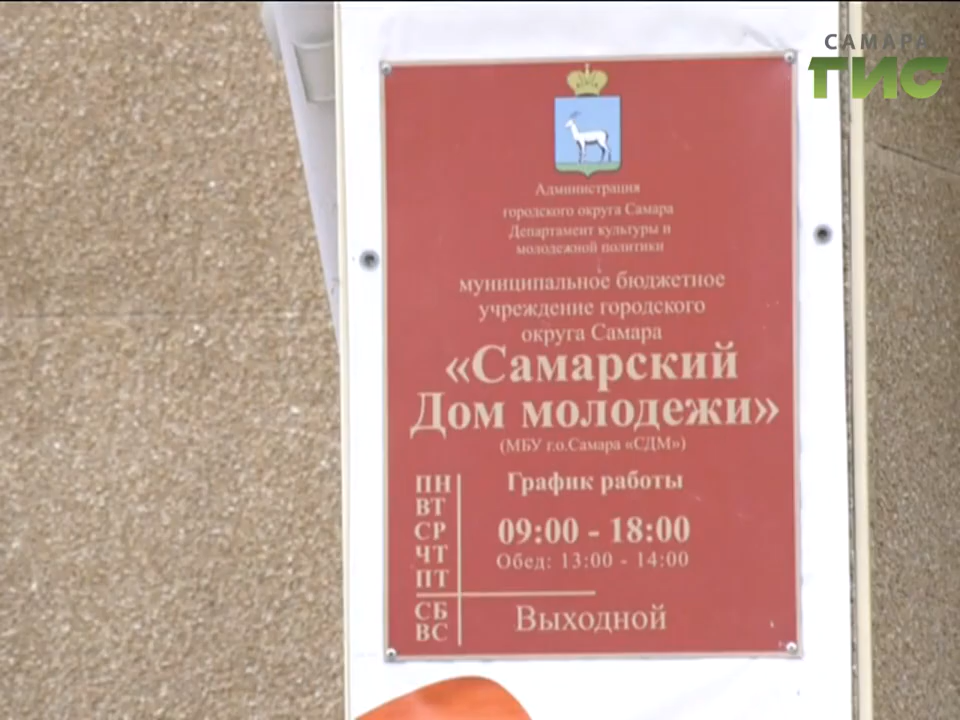 САМАРА
ТИС
Администрация
городского округа Самара
Департамент культуры и
молодежной политики
муниципальное бюджетное
учреждение городского
округа Самара
«Самарский
Дом молодежи»
(МБУ г.о.Самара «СДМ»)
График работы
ПН
ВТ
СР
ЧТ
ПТ
09:00 - 18:00
Обед: 13:00 - 14:00
СБ
ВС
Выходной